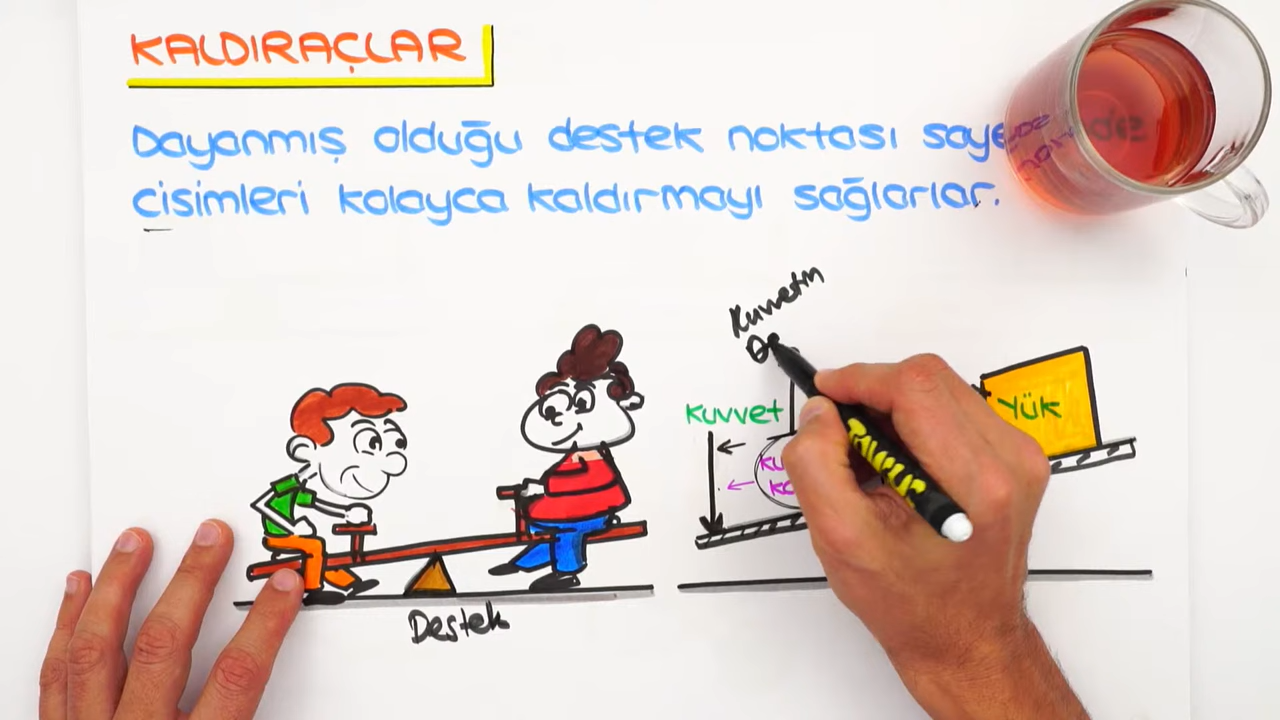 KALDIRAÇLAR
Dayanmış olduğu destek noktası saye
cisimleri kolayca kaldırmayı sağlarlar.
Kuvvetin
Kuvvet
Yük
Destek